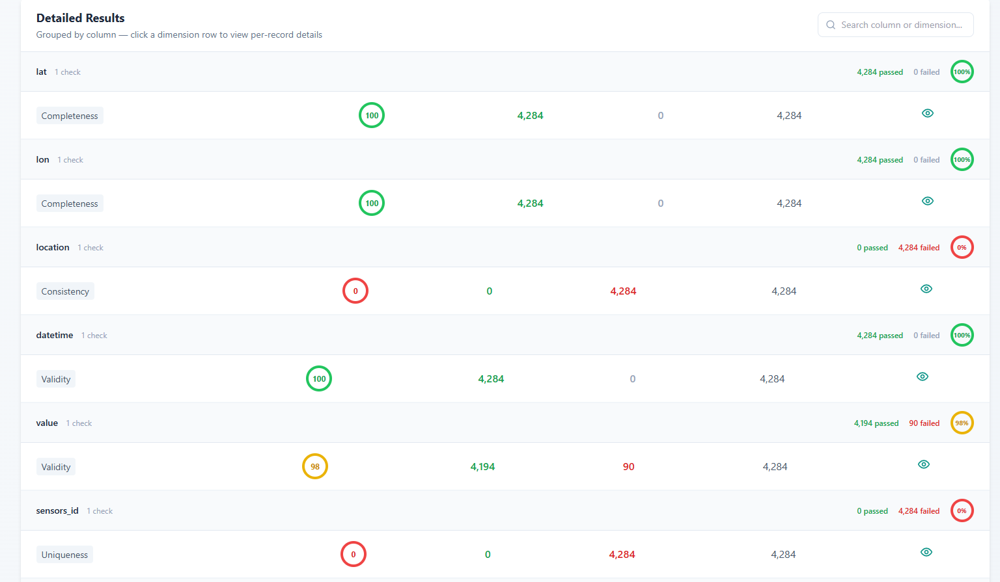 Detailed Results
Grouped by column — click a dimension row to view per-record details
Search column or dimension...
lat 1 check 4,284 passed 0 failed 100%
Completeness 100 4,284 0 4,284
lon 1 check 4,284 passed 0 failed 100%
Completeness 100 4,284 0 4,284
location 1 check 0 passed 4,284 failed 0%
Consistency 0 0 4,284 4,284
datetime 1 check 4,284 passed 0 failed 100%
Validity 100 4,284 0 4,284
value 1 check 4,194 passed 90 failed 98%
Validity 98 4,194 90 4,284
sensors_id 1 check 0 passed 4,284 failed 0%
Uniqueness 0 0 4,284 4,284